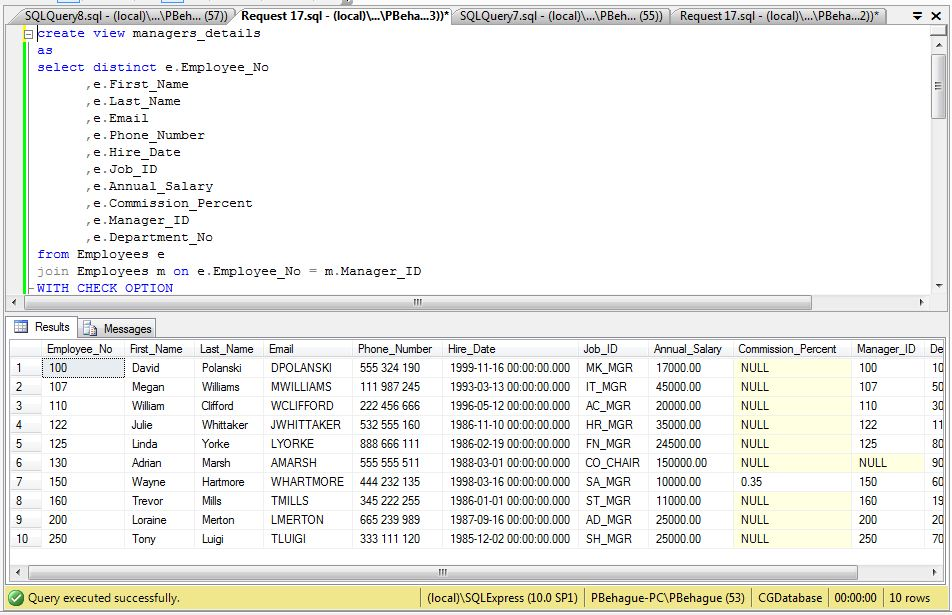 SQLQuery8.sql - (local)\...\PBeh... (57)) Request 17.sql - (local)\...\PBeha...3))* SQLQuery7.sql - (local)\...\PBeh... (55)) Request 17.sql - (local)\...\PBeha...2))*
create view managers_details
as
select distinct e.Employee_No
,e.First_Name
,e.Last_Name
,e.Email
,e.Phone_Number
,e.Hire_Date
,e.Job_ID
,e.Annual_Salary
,e.Commission_Percent
,e.Manager_ID
,e.Department_No
from Employees e
join Employees m on e.Employee_No = m.Manager_ID
WITH CHECK OPTION
Results Messages
Employee_No First_Name Last_Name Email Phone_Number Hire_Date Job_ID Annual_Salary Commission_Percent Manager_ID De
1 100 David Polanski DPOLANSKI 555 324 190 1999-11-16 00:00:00.000 MK_MGR 17000.00 NULL 100 10
2 107 Megan Williams MWILLIAMS 111 987 245 1993-03-13 00:00:00.000 IT_MGR 45000.00 NULL 107 50
3 110 William Clifford WCLIFFORD 222 456 666 1996-05-12 00:00:00.000 AC_MGR 20000.00 NULL 110 30
4 122 Julie Whittaker JWHITTAKER 532 555 160 1986-11-10 00:00:00.000 HR_MGR 35000.00 NULL 122 11
5 125 Linda Yorke LYORKE 888 666 111 1986-02-19 00:00:00.000 FN_MGR 24500.00 NULL 125 80
6 130 Adrian Marsh AMARSH 555 555 511 1988-03-01 00:00:00.000 CO_CHAIR 150000.00 NULL NULL 90
7 150 Wayne Hartmore WHARTMORE 444 232 135 1998-03-16 00:00:00.000 SA_MGR 10000.00 0.35 150 60
8 160 Trevor Mills TMILLS 345 222 255 1986-01-01 00:00:00.000 ST_MGR 11000.00 NULL 160 19
9 200 Loraine Merton LMERTON 665 239 989 1987-09-16 00:00:00.000 AD_MGR 25000.00 NULL 200 20
10 250 Tony Luigi TLUIGI 333 111 120 1985-12-02 00:00:00.000 SH_MGR 25000.00 NULL 250 70
Query executed successfully. (local)\SQLExpress (10.0 SP1) PBehague-PC\PBehague (53) CGDatabase 00:00:00 10 rows